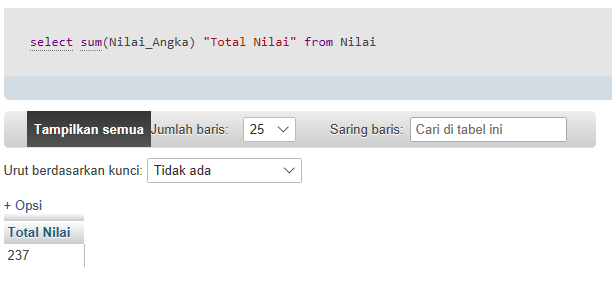 select sum(Nilai_Angka) "Total Nilai" from Nilai
Tampilkan semua Jumlah baris: 25 Saring baris: Cari di tabel ini
Urut berdasarkan kunci: Tidak ada
+ Opsi
Total Nilai
237